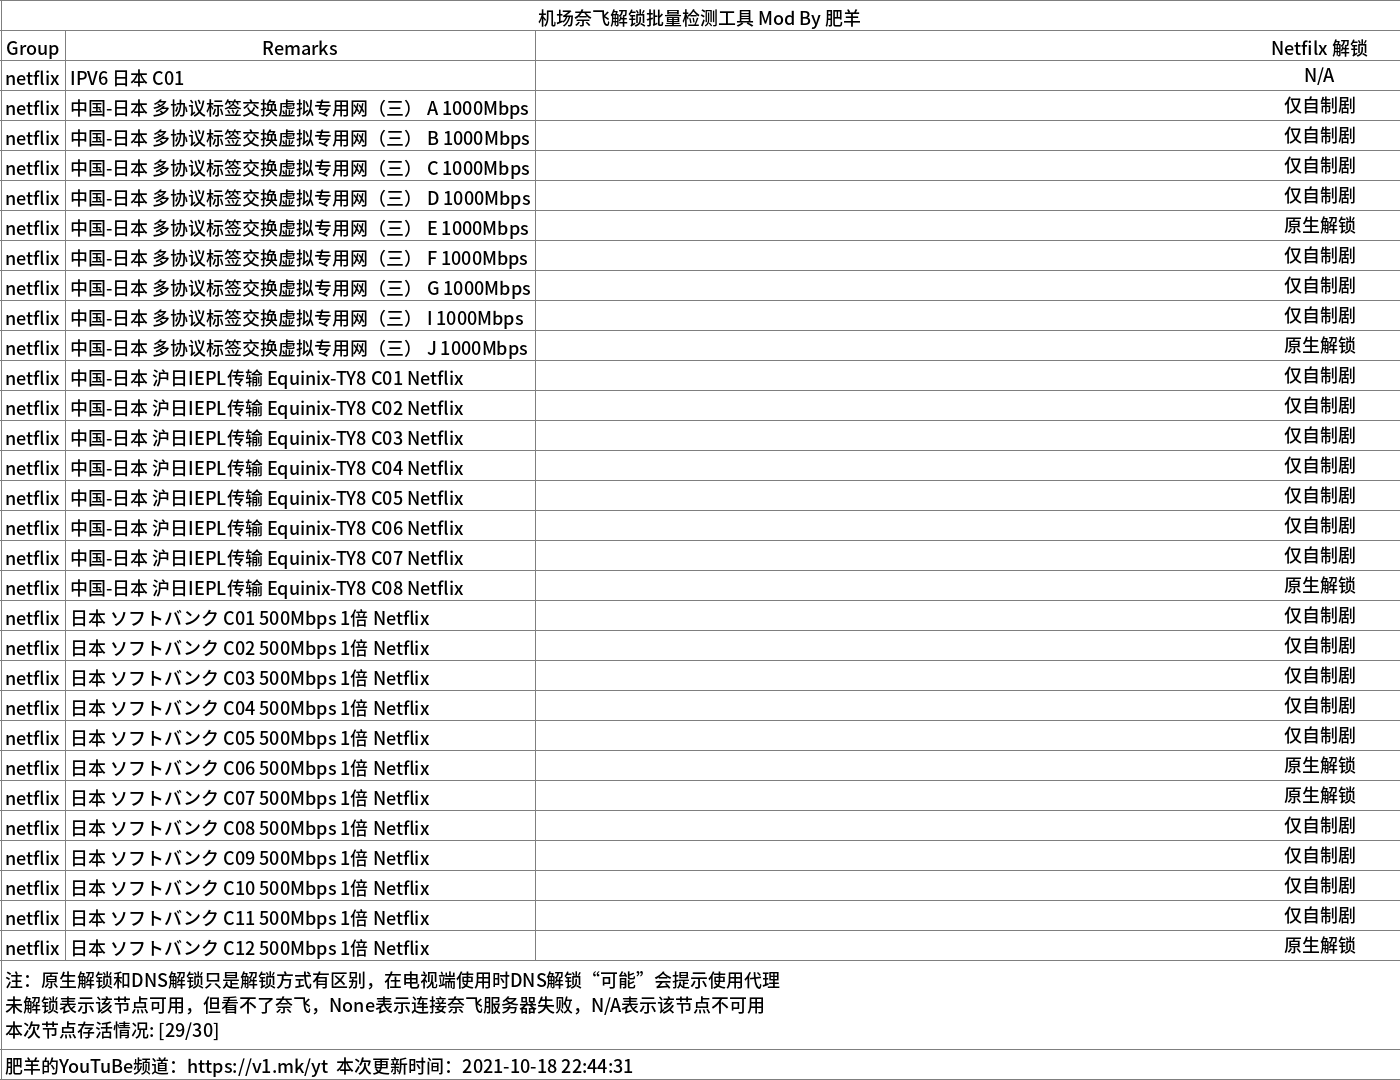 机场奈飞解锁批量检测工具 Mod By 肥羊
Group Remarks Netfilx 解锁
netflix IPV6 日本 C01 N/A
netflix 中国-日本 多协议标签交换虚拟专用网（三） A 1000Mbps 仅自制剧
netflix 中国-日本 多协议标签交换虚拟专用网（三） B 1000Mbps 仅自制剧
netflix 中国-日本 多协议标签交换虚拟专用网（三） C 1000Mbps 仅自制剧
netflix 中国-日本 多协议标签交换虚拟专用网（三） D 1000Mbps 仅自制剧
netflix 中国-日本 多协议标签交换虚拟专用网（三） E 1000Mbps 原生解锁
netflix 中国-日本 多协议标签交换虚拟专用网（三） F 1000Mbps 仅自制剧
netflix 中国-日本 多协议标签交换虚拟专用网（三） G 1000Mbps 仅自制剧
netflix 中国-日本 多协议标签交换虚拟专用网（三） I 1000Mbps 仅自制剧
netflix 中国-日本 多协议标签交换虚拟专用网（三） J 1000Mbps 原生解锁
netflix 中国-日本 沪日IEPL传输 Equinix-TY8 C01 Netflix 仅自制剧
netflix 中国-日本 沪日IEPL传输 Equinix-TY8 C02 Netflix 仅自制剧
netflix 中国-日本 沪日IEPL传输 Equinix-TY8 C03 Netflix 仅自制剧
netflix 中国-日本 沪日IEPL传输 Equinix-TY8 C04 Netflix 仅自制剧
netflix 中国-日本 沪日IEPL传输 Equinix-TY8 C05 Netflix 仅自制剧
netflix 中国-日本 沪日IEPL传输 Equinix-TY8 C06 Netflix 仅自制剧
netflix 中国-日本 沪日IEPL传输 Equinix-TY8 C07 Netflix 仅自制剧
netflix 中国-日本 沪日IEPL传输 Equinix-TY8 C08 Netflix 原生解锁
netflix 日本 ソフトバンク C01 500Mbps 1倍 Netflix 仅自制剧
netflix 日本 ソフトバンク C02 500Mbps 1倍 Netflix 仅自制剧
netflix 日本 ソフトバンク C03 500Mbps 1倍 Netflix 仅自制剧
netflix 日本 ソフトバンク C04 500Mbps 1倍 Netflix 仅自制剧
netflix 日本 ソフトバンク C05 500Mbps 1倍 Netflix 仅自制剧
netflix 日本 ソフトバンク C06 500Mbps 1倍 Netflix 原生解锁
netflix 日本 ソフトバンク C07 500Mbps 1倍 Netflix 原生解锁
netflix 日本 ソフトバンク C08 500Mbps 1倍 Netflix 仅自制剧
netflix 日本 ソフトバンク C09 500Mbps 1倍 Netflix 仅自制剧
netflix 日本 ソフトバンク C10 500Mbps 1倍 Netflix 仅自制剧
netflix 日本 ソフトバンク C11 500Mbps 1倍 Netflix 仅自制剧
netflix 日本 ソフトバンク C12 500Mbps 1倍 Netflix 原生解锁
注：原生解锁和DNS解锁只是解锁方式有区别，在电视端使用时DNS解锁“可能”会提示使用代理
未解锁表示该节点可用，但看不了奈飞，None表示连接奈飞服务器失败，N/A表示该节点不可用
本次节点存活情况: [29/30]
肥羊的YouTuBe频道：https://v1.mk/yt 本次更新时间：2021-10-18 22:44:31